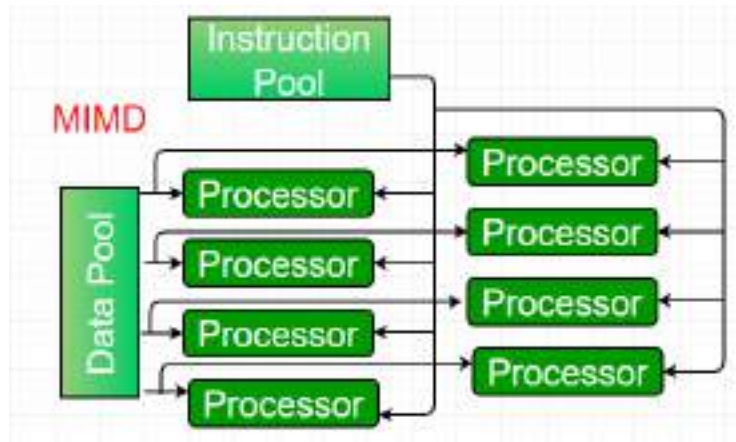 Instruction
Pool
MIMD
Data Pool
Processor
Processor
Processor
Processor
Processor
Processor
Processor
Processor